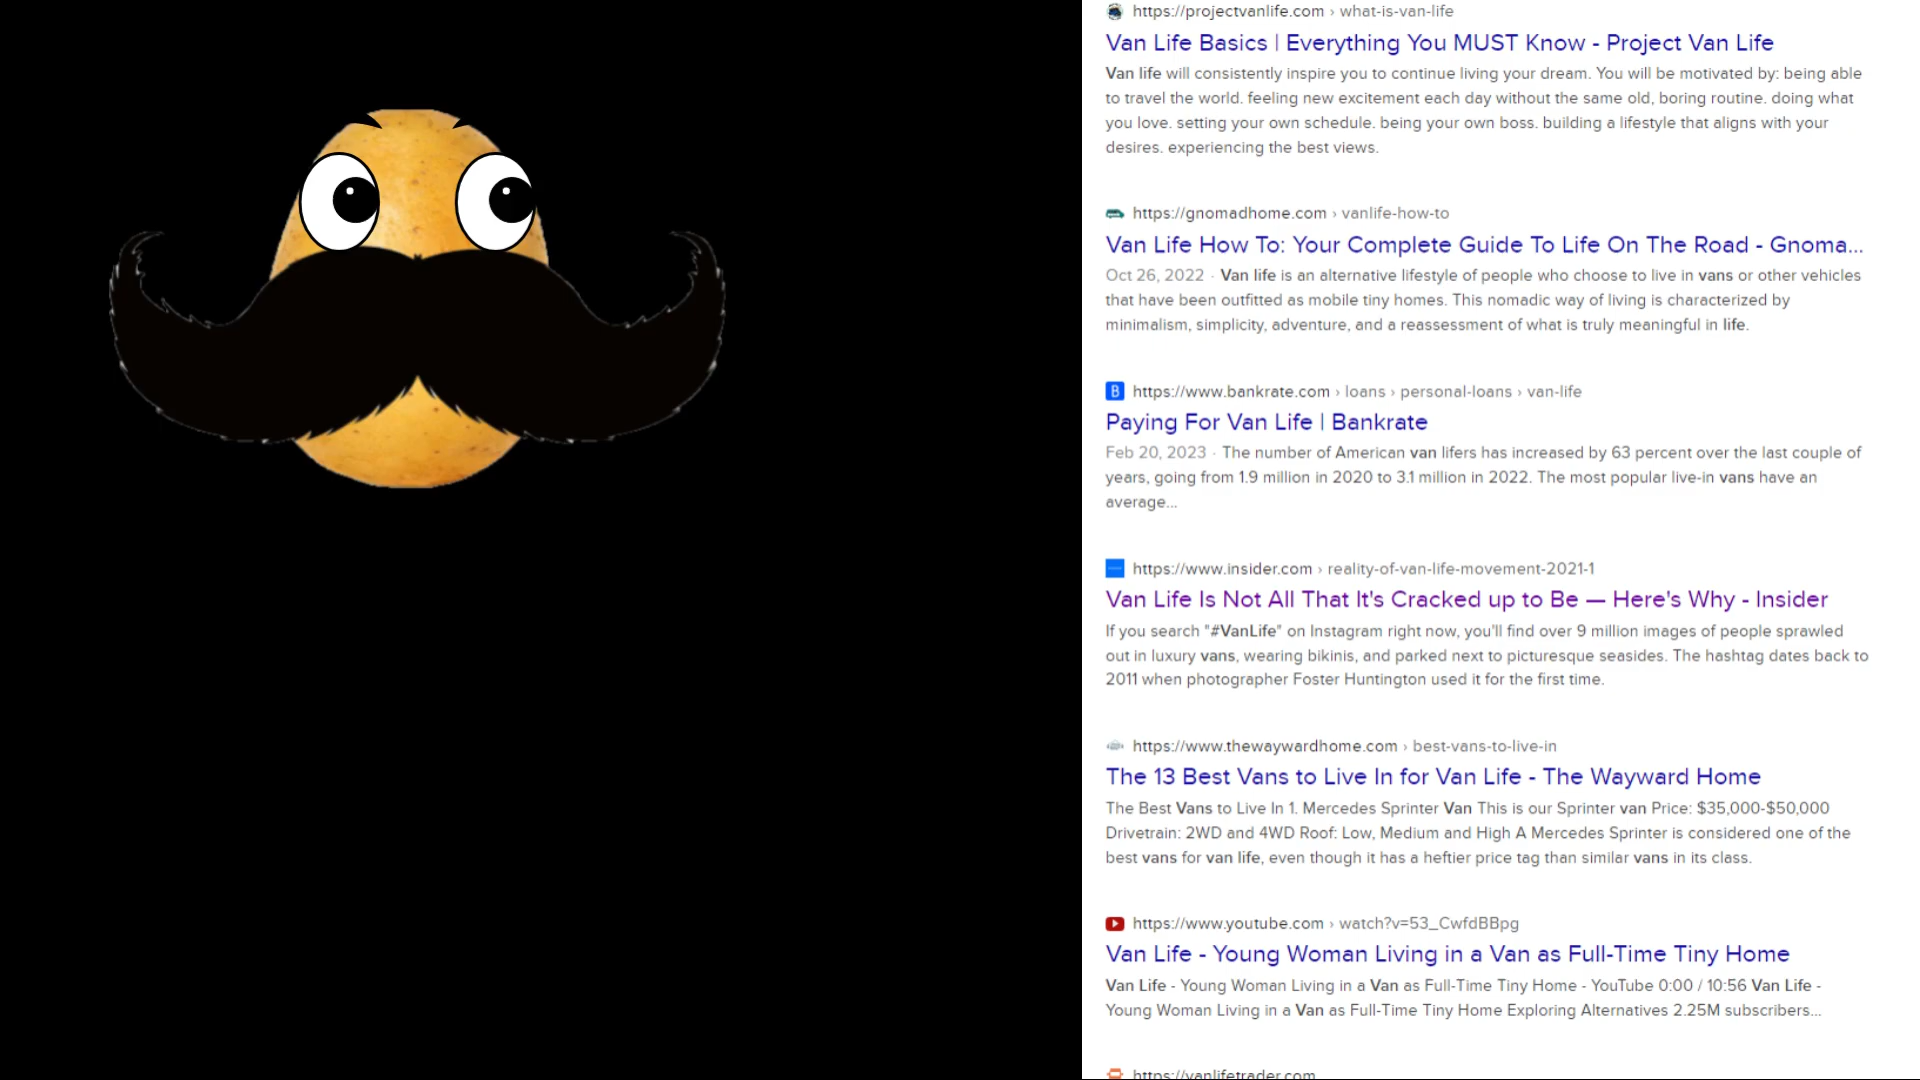 https://projectvanlife.com › what-is-van-life
Van Life Basics | Everything You MUST Know - Project Van Life
Van life will consistently inspire you to continue living your dream. You will be motivated by: being able
to travel the world. feeling new excitement each day without the same old, boring routine. doing what
you love. setting your own schedule. being your own boss. building a lifestyle that aligns with your
desires. experiencing the best views.
https://gnomadhome.com › vanlife-how-to
Van Life How To: Your Complete Guide To Life On The Road - Gnoma...
Oct 26, 2022 · Van life is an alternative lifestyle of people who choose to live in vans or other vehicles
that have been outfitted as mobile tiny homes. This nomadic way of living is characterized by
minimalism, simplicity, adventure, and a reassessment of what is truly meaningful in life.
B https://www.bankrate.com › loans › personal-loans › van-life
Paying For Van Life | Bankrate
Feb 20, 2023 · The number of American van lifers has increased by 63 percent over the last couple of
years, going from 1.9 million in 2020 to 3.1 million in 2022. The most popular live-in vans have an
average...
https://www.insider.com › reality-of-van-life-movement-2021-1
Van Life Is Not All That It's Cracked up to Be — Here's Why - Insider
If you search "#VanLife" on Instagram right now, you'll find over 9 million images of people sprawled
out in luxury vans, wearing bikinis, and parked next to picturesque seasides. The hashtag dates back to
2011 when photographer Foster Huntington used it for the first time.
https://www.thewaywardhome.com › best-vans-to-live-in
The 13 Best Vans to Live In for Van Life - The Wayward Home
The Best Vans to Live In 1. Mercedes Sprinter Van This is our Sprinter van Price: $35,000-$50,000
Drivetrain: 2WD and 4WD Roof: Low, Medium and High A Mercedes Sprinter is considered one of the
best vans for van life, even though it has a heftier price tag than similar vans in its class.
https://www.youtube.com › watch?v=53_CwfdBBpg
Van Life - Young Woman Living in a Van as Full-Time Tiny Home
Van Life - Young Woman Living in a Van as Full-Time Tiny Home - YouTube 0:00 / 10:56 Van Life -
Young Woman Living in a Van as Full-Time Tiny Home Exploring Alternatives 2.25M subscribers...
https://vanlifetrader.com